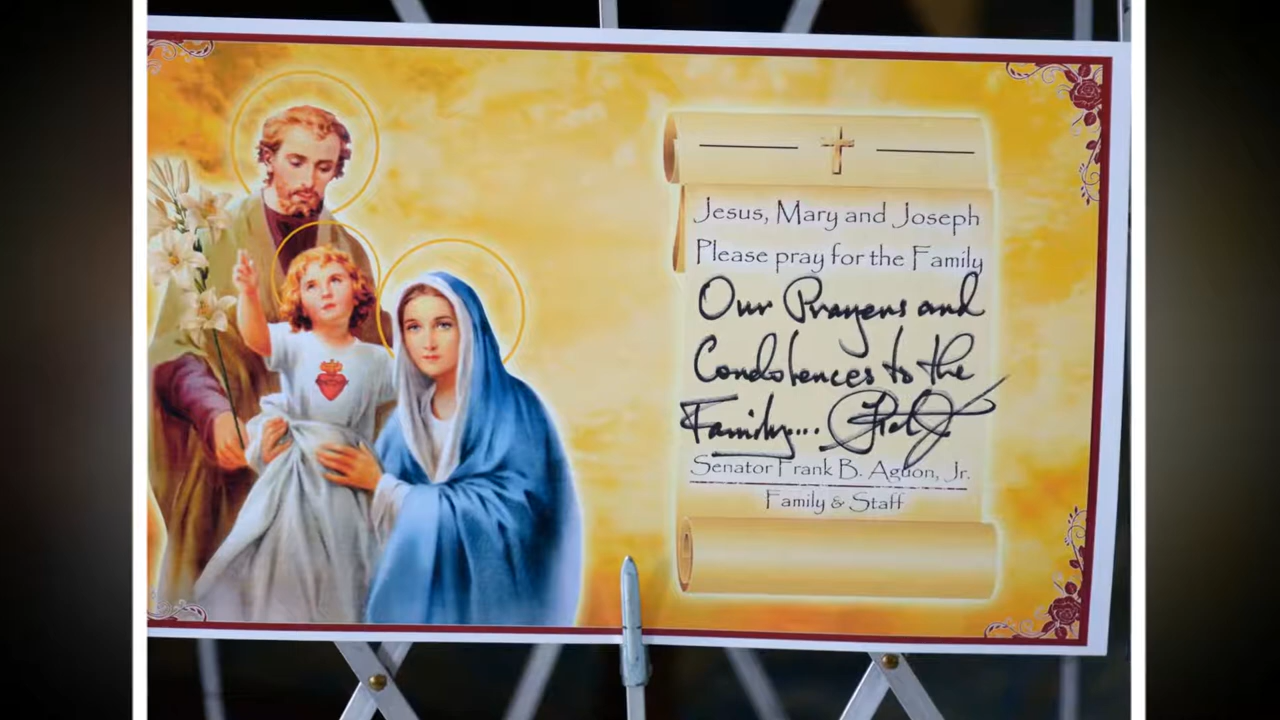 Jesus, Mary and Joseph
Please pray for the Family
Our Prayers and
Condolences to the
Family....
Senator Frank B. Aguon, Jr.
Family & Staff